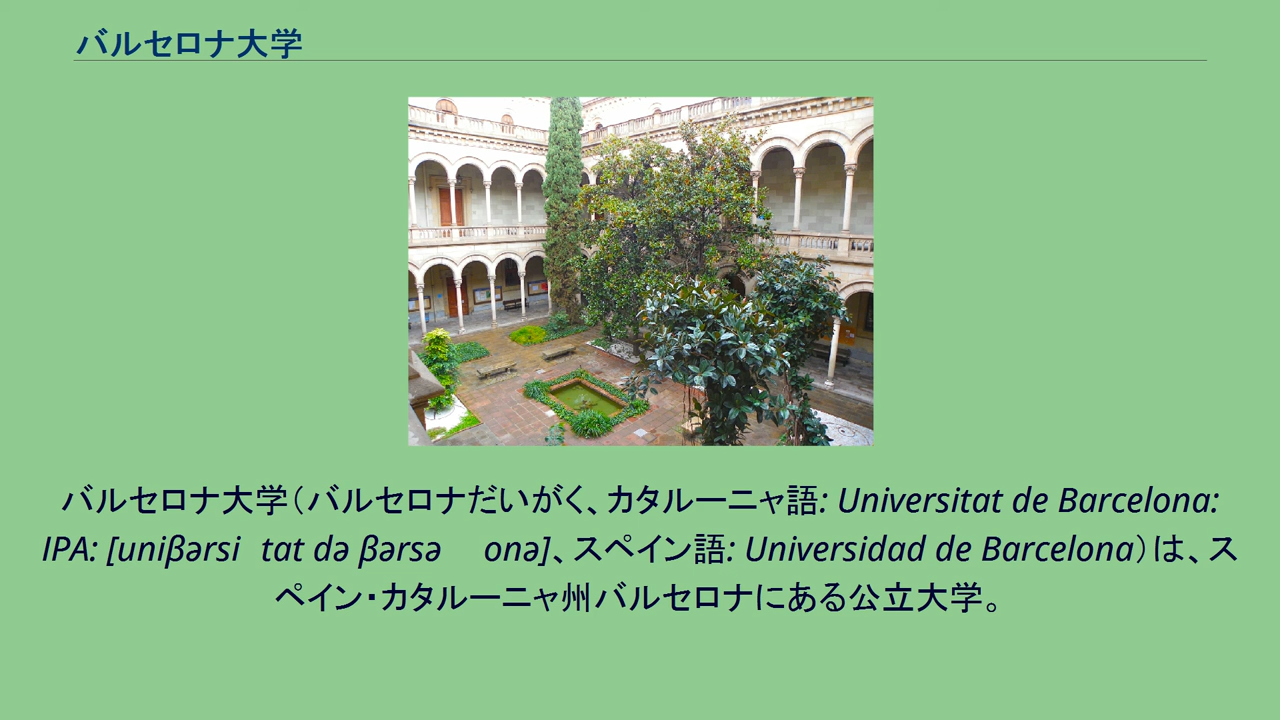 バルセロナ大学
バルセロナ大学（バルセロナだいがく、カタルーニャ語: Universitat de Barcelona:
IPA: [uniβərsi tat də βərsə onə]、スペイン語: Universidad de Barcelona）は、ス
ペイン・カタルーニャ州バルセロナにある公立大学。